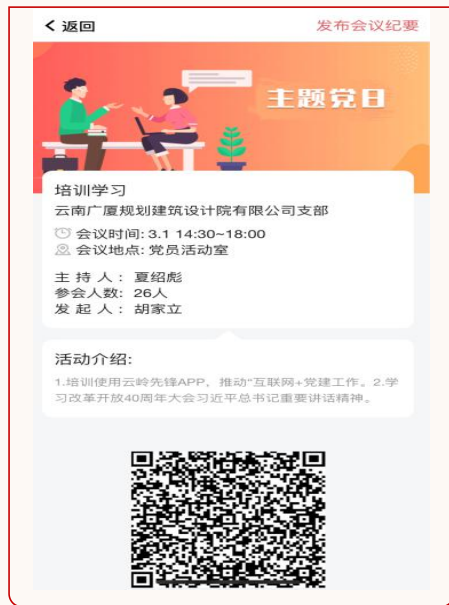 返回
发布会议纪要
主题党日
培训学习
云南广厦规划建筑设计院有限公司支部
会议时间: 3.1 14:30~18:00
会议地点: 党员活动室
主 持 人： 夏绍彪
参会人数: 26人
发 起 人： 胡家立
活动介绍:
1.培训使用云岭先锋APP，推动“互联网+党建工作。2.学
习改革开放40周年大会习近平总书记重要讲话精神。